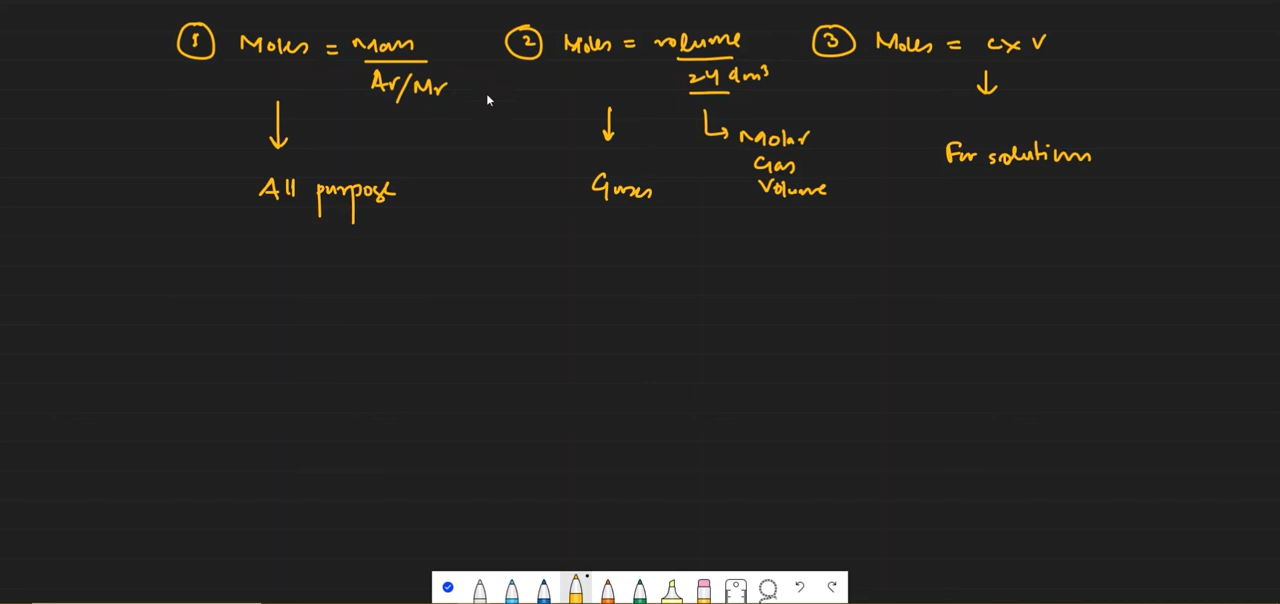 ① Moles = Mass / Ar/Mr
↓
All purpose
② Moles = volume / 24 dm³
↓
Gases
↳ Molar
Gas
Volume
③ Moles = c x v
↓
For solutions